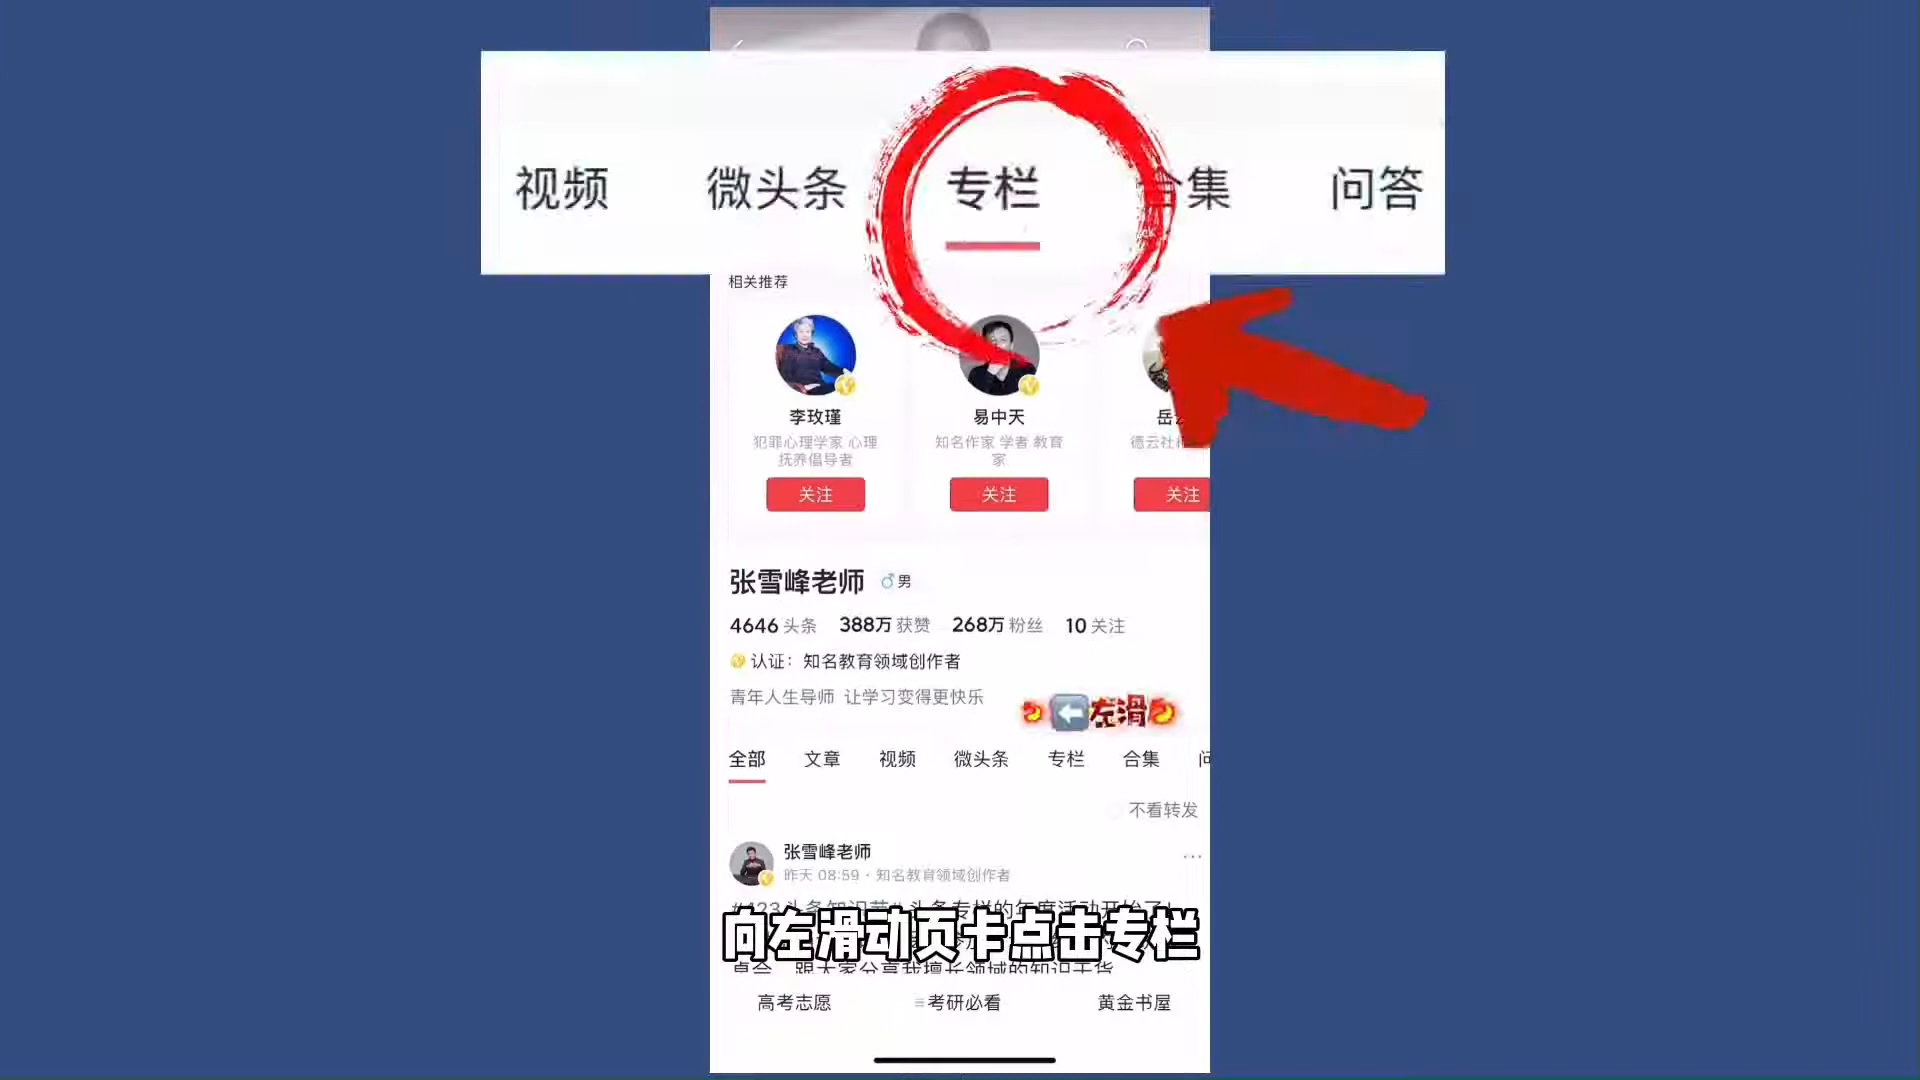 视频 微头条 专栏 合集 问答
相关推荐
李玫瑾 易中天 岳
犯罪心理学家 心理 知名作家 学者 教育 德云社
抚养倡导者 家
关注 关注 关注
张雪峰老师 男
4646 头条 388万 获赞 268万 粉丝 10 关注
认证：知名教育领域创作者
青年人生导师 让学习变得更快乐
左滑
全部 文章 视频 微头条 专栏 合集
不看转发
张雪峰老师
昨天 08:59 · 知名教育领域创作者
向左滑动页卡点击专栏
高考志愿 考研必看 黄金书屋